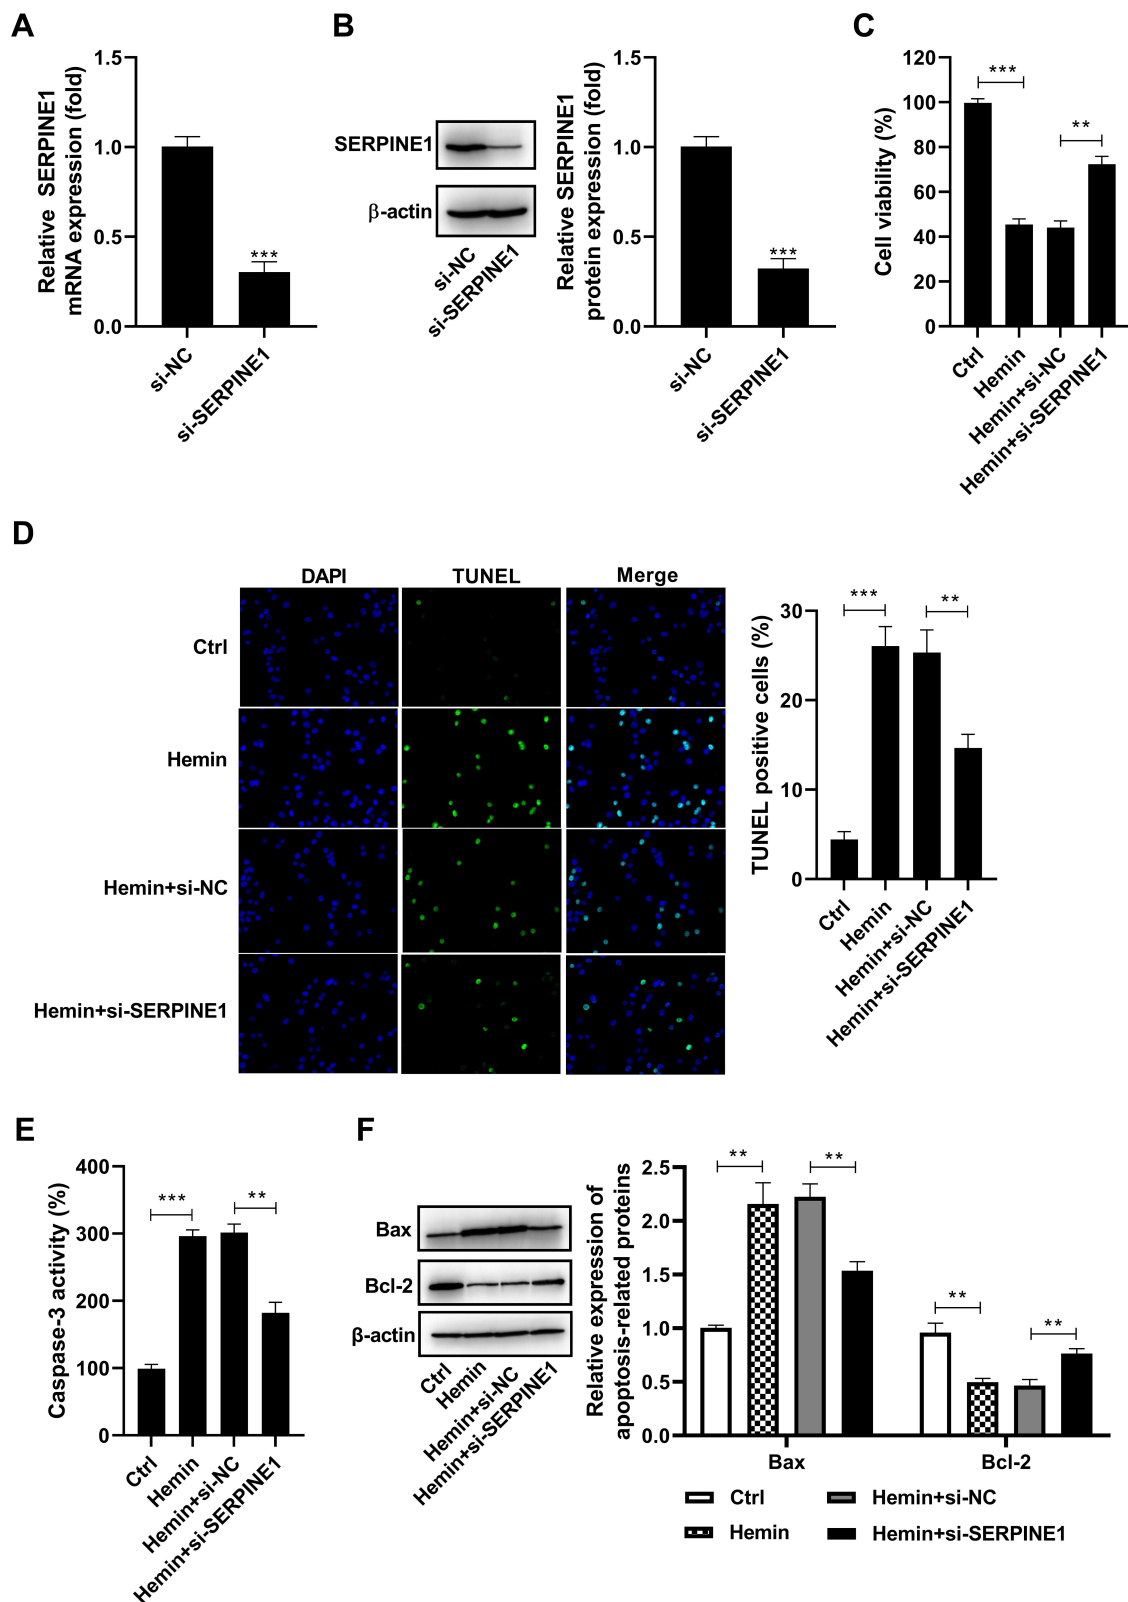 A
Relative SERPINE1
mRNA expression (fold)
1.5
1.0
0.5
0.0
***
si-NC
si-SERPINE1
B
SERPINE1
β-actin
si-NC
si-SERPINE1
Relative SERPINE1
protein expression (fold)
1.5
1.0
0.5
0.0
***
si-NC
si-SERPINE1
C
Cell viability (%)
120
100
80
60
40
20
0
***
**
Ctrl
Hemin
Hemin+si-NC
Hemin+si-SERPINE1
D
DAPI
TUNEL
Merge
Ctrl
Hemin
Hemin+si-NC
Hemin+si-SERPINE1
TUNEL positive cells (%)
30
20
10
0
***
**
Ctrl
Hemin
Hemin+si-NC
Hemin+si-SERPINE1
E
Caspase-3 activity (%)
400
300
200
100
0
***
**
Ctrl
Hemin
Hemin+si-NC
Hemin+si-SERPINE1
F
Bax
Bcl-2
β-actin
Ctrl
Hemin
Hemin+si-NC
Hemin+si-SERPINE1
Relative expression of
apoptosis-related proteins
2.5
2.0
1.5
1.0
0.5
0.0
**
**
**
**
Bax
Bcl-2
Ctrl
Hemin+si-NC
Hemin
Hemin+si-SERPINE1